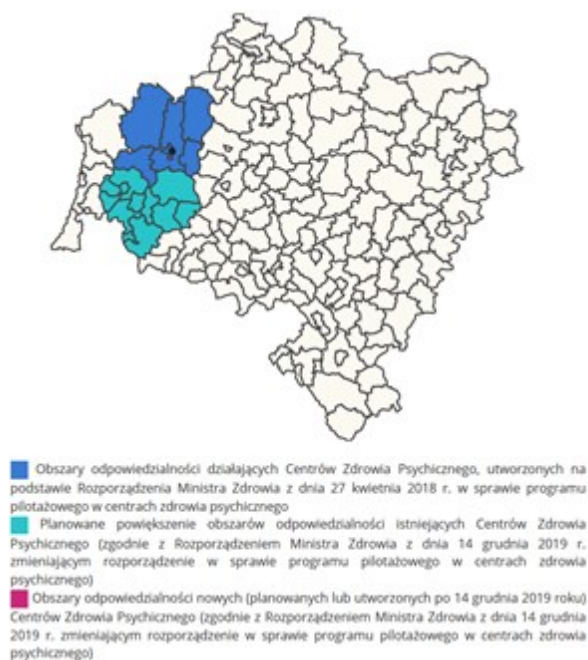 Obszary odpowiedzialności działających Centrów Zdrowia Psychicznego, utworzonych na
podstawie Rozporządzenia Ministra Zdrowia z dnia 27 kwietnia 2018 r. w sprawie programu
pilotażowego w centrach zdrowia psychicznego
Planowane powiększenie obszarów odpowiedzialności istniejących Centrów Zdrowia
Psychicznego (zgodnie z Rozporządzeniem Ministra Zdrowia z dnia 14 grudnia 2019 r.
zmieniającym rozporządzenie w sprawie programu pilotażowego w centrach zdrowia
psychicznego)
Obszary odpowiedzialności nowych (planowanych lub utworzonych po 14 grudnia 2019 roku)
Centrów Zdrowia Psychicznego (zgodnie z Rozporządzeniem Ministra Zdrowia z dnia 14 grudnia
2019 r. zmieniającym rozporządzenie w sprawie programu pilotażowego w centrach zdrowia
psychicznego)